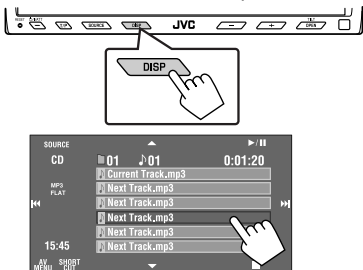 RESET T/P SOURCE DISP JVC TILT OPEN
DISP
SOURCE
CD 01 01 0:01:20
Current Track.mp3
MP3
FLAT
Next Track.mp3
Next Track.mp3
Next Track.mp3
Next Track.mp3
15:45 Next Track.mp3
AV MENU SHORT CUT